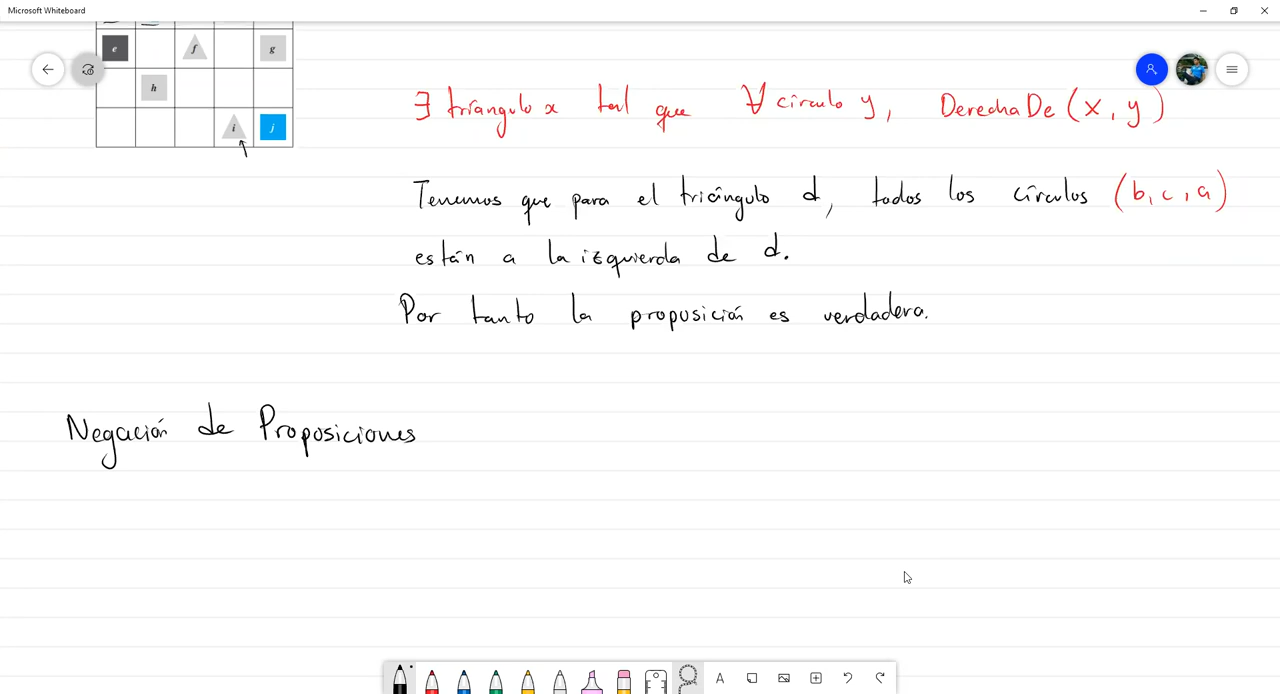 Microsoft Whiteboard
e f g
h
i j
∃ triángulo x tal que ∀ círculo y, DerechaDe (x, y)
Tenemos que para el triángulo d, todos los círculos (b, c, a)
están a la izquierda de d.
Por tanto la proposición es verdadera.
Negación de Proposiciones
A